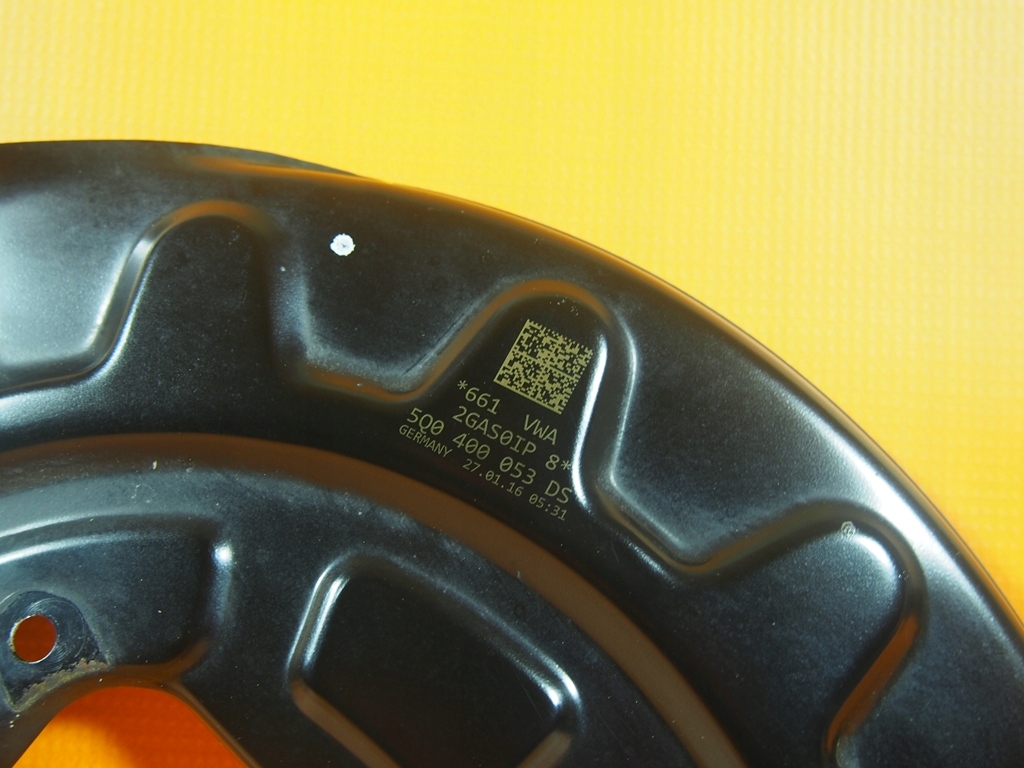 *661 VWA
2GAS0IP 8*
5Q0 400 053 DS
GERMANY 27.01.16 05:31